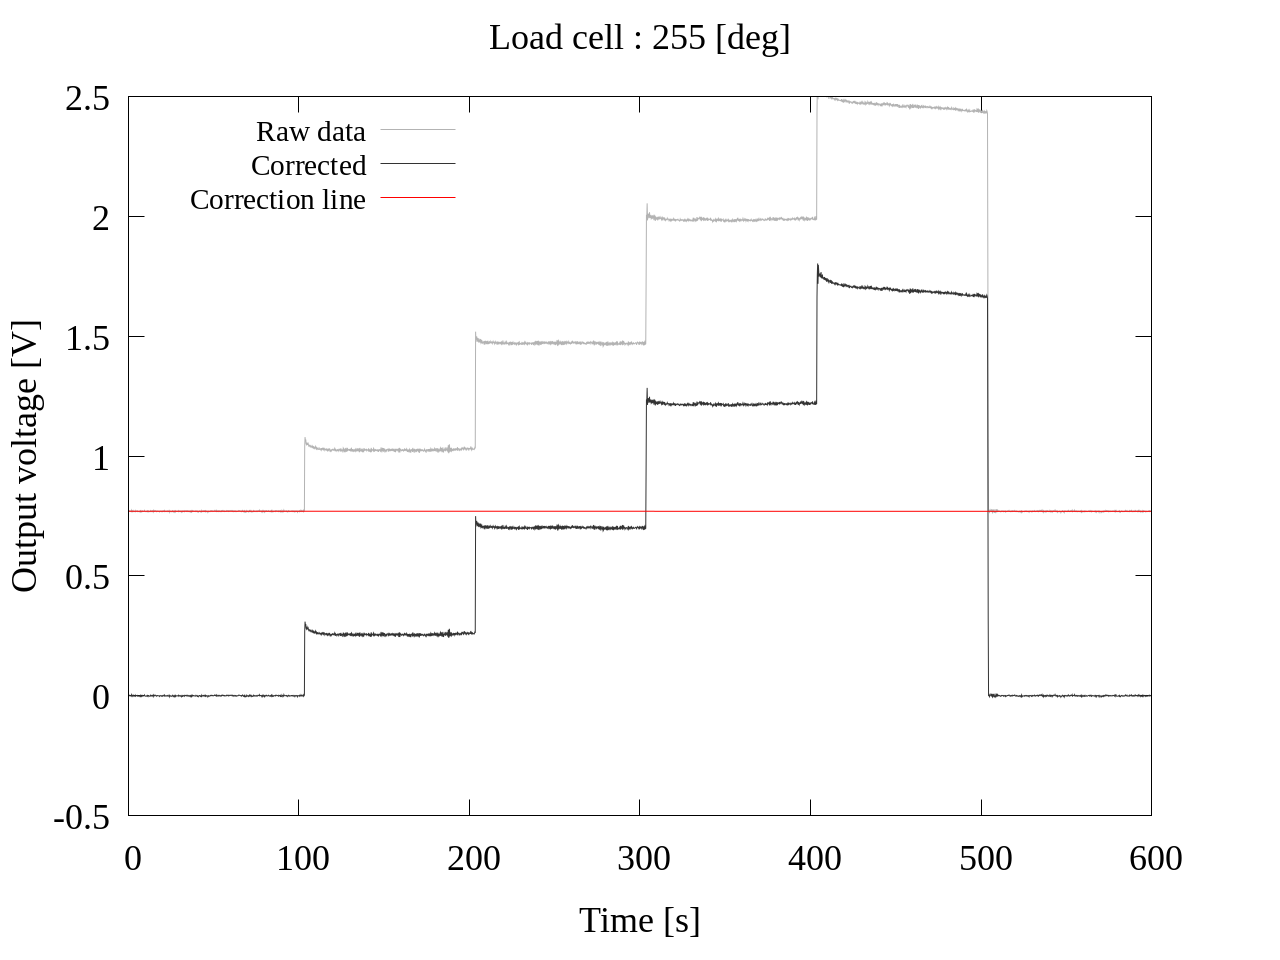 Load cell : 255 [deg]
2.5
2
1.5
1
0.5
0
-0.5
Output voltage [V]
Raw data
Corrected
Correction line
0 100 200 300 400 500 600
Time [s]